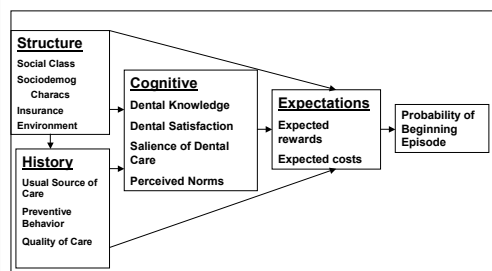 Structure
Social Class
Sociodemog
Characs
Insurance
Environment
History
Usual Source of
Care
Preventive
Behavior
Quality of Care
Cognitive
Dental Knowledge
Dental Satisfaction
Salience of Dental
Care
Perceived Norms
Expectations
Expected
rewards
Expected costs
Probability of
Beginning
Episode